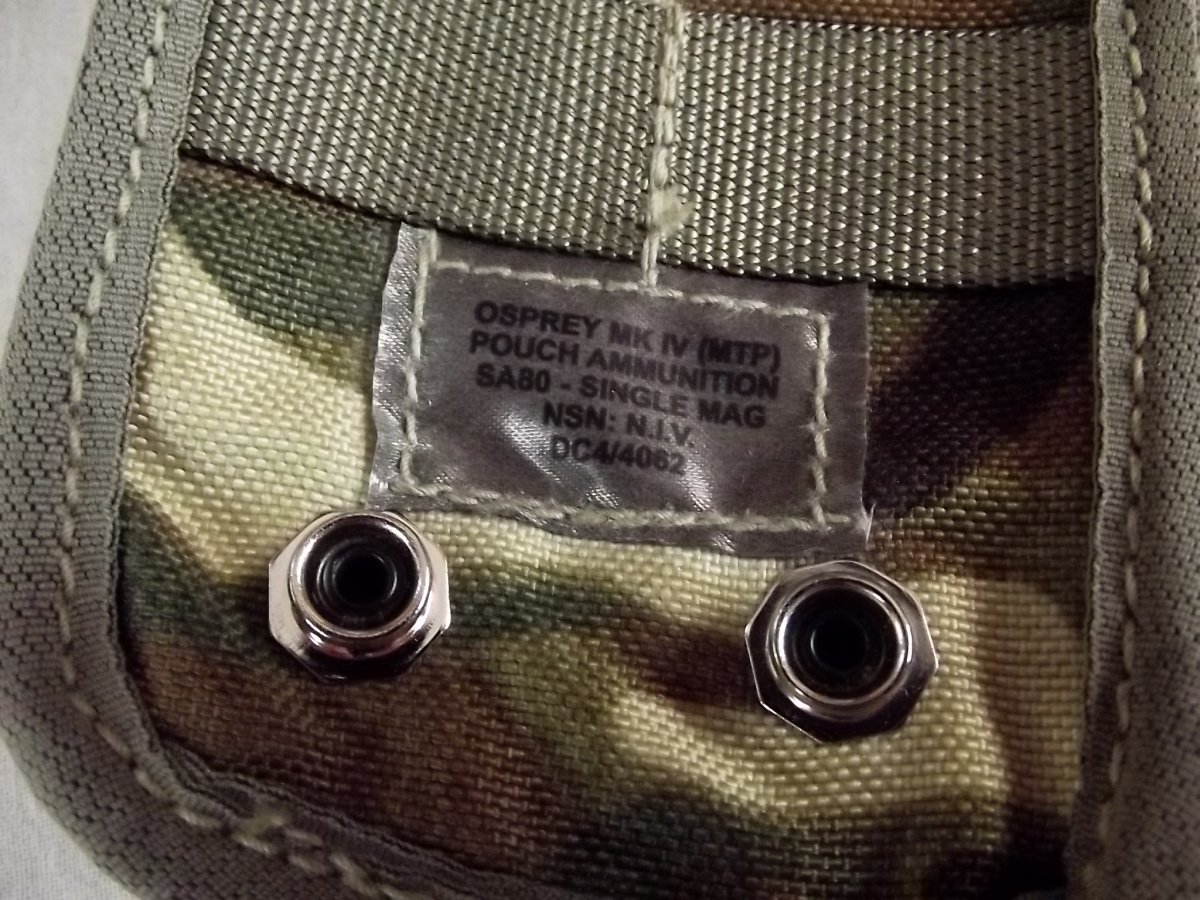 OSPREY MK IV (MTP)
POUCH AMMUNITION
SA80 - SINGLE MAG
NSN: N.I.V.
DC4/4062